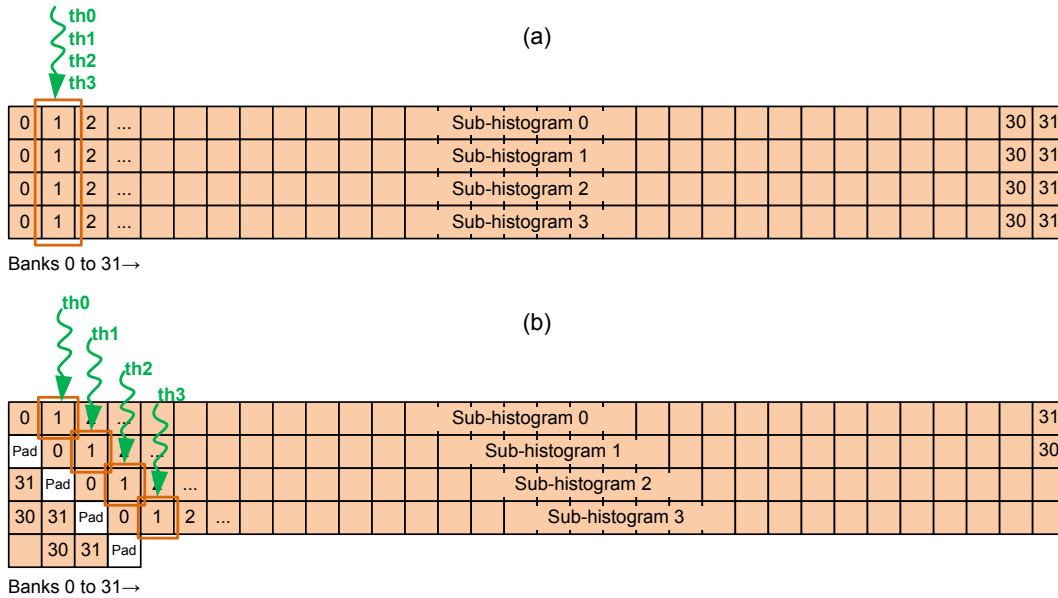 th0
th1
th2
th3
(a)
0 1 2 ... Sub-histogram 0 30 31
0 1 2 ... Sub-histogram 1 30 31
0 1 2 ... Sub-histogram 2 30 31
0 1 2 ... Sub-histogram 3 30 31
Banks 0 to 31→
th0
(b)
th1
th2
th3
0 1 ... Sub-histogram 0 31
Pad 0 1 ... Sub-histogram 1 30
31 Pad 0 1 ... Sub-histogram 2
30 31 Pad 0 1 2 ... Sub-histogram 3
30 31 Pad
Banks 0 to 31→